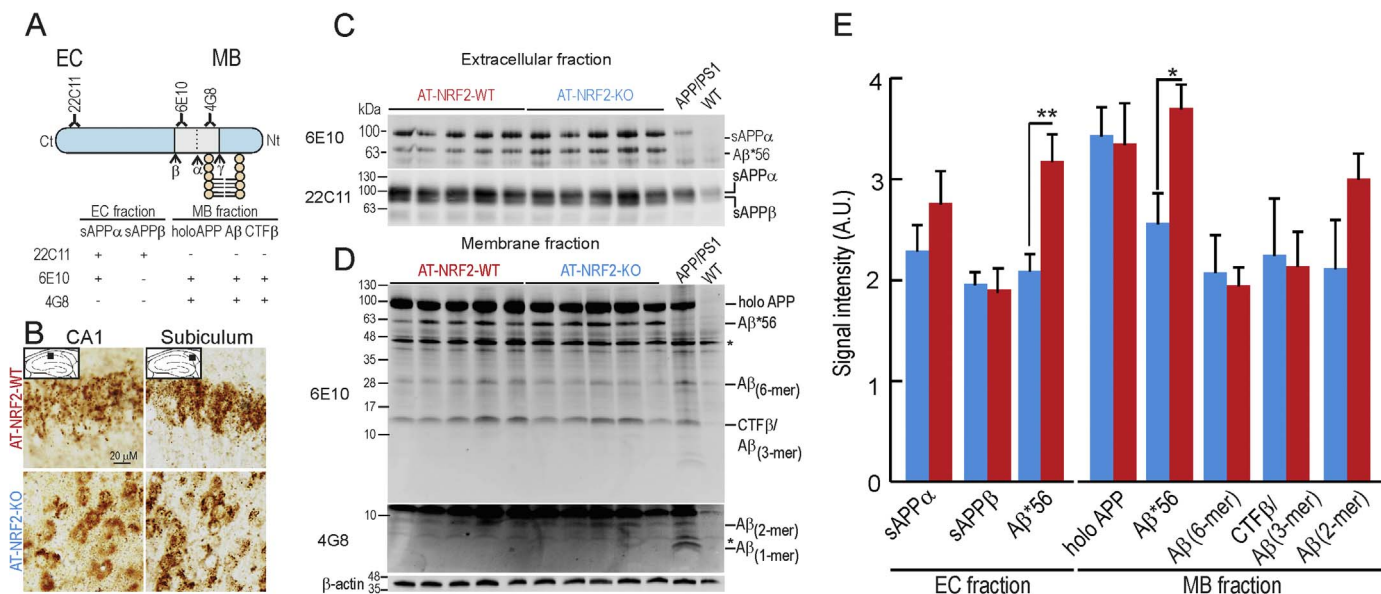 A
EC
MB
22C11
6E10
4G8
Ct
Nt
β
α
γ
EC fraction
MB fraction
sAPPα sAPPβ holoAPP Aβ CTFβ
22C11 + + - - -
6E10 + - + + +
4G8 - - + + +
B
CA1
Subiculum
AT-NRF2-WT
20 µM
AT-NRF2-KO
C
Extracellular fraction
AT-NRF2-WT
AT-NRF2-KO
APP/PS1
WT
kDa
6E10
100
63
sAPPα
Aβ*56
22C11
130
100
63
sAPPα
sAPPβ
D
Membrane fraction
AT-NRF2-WT
AT-NRF2-KO
APP/PS1
WT
6E10
130
100
63
48
35
28
17
10
holo APP
Aβ*56
*
Aβ(6-mer)
CTFβ/
Aβ(3-mer)
4G8
10
Aβ(2-mer)
*
Aβ(1-mer)
β-actin
48
35
E
Signal intensity (A.U.)
4
3
2
1
0
**
*
sAPPα
sAPPβ
Aβ*56
holo APP
Aβ*56
Aβ(6-mer)
CTFβ/
Aβ(3-mer)
Aβ(2-mer)
EC fraction
MB fraction